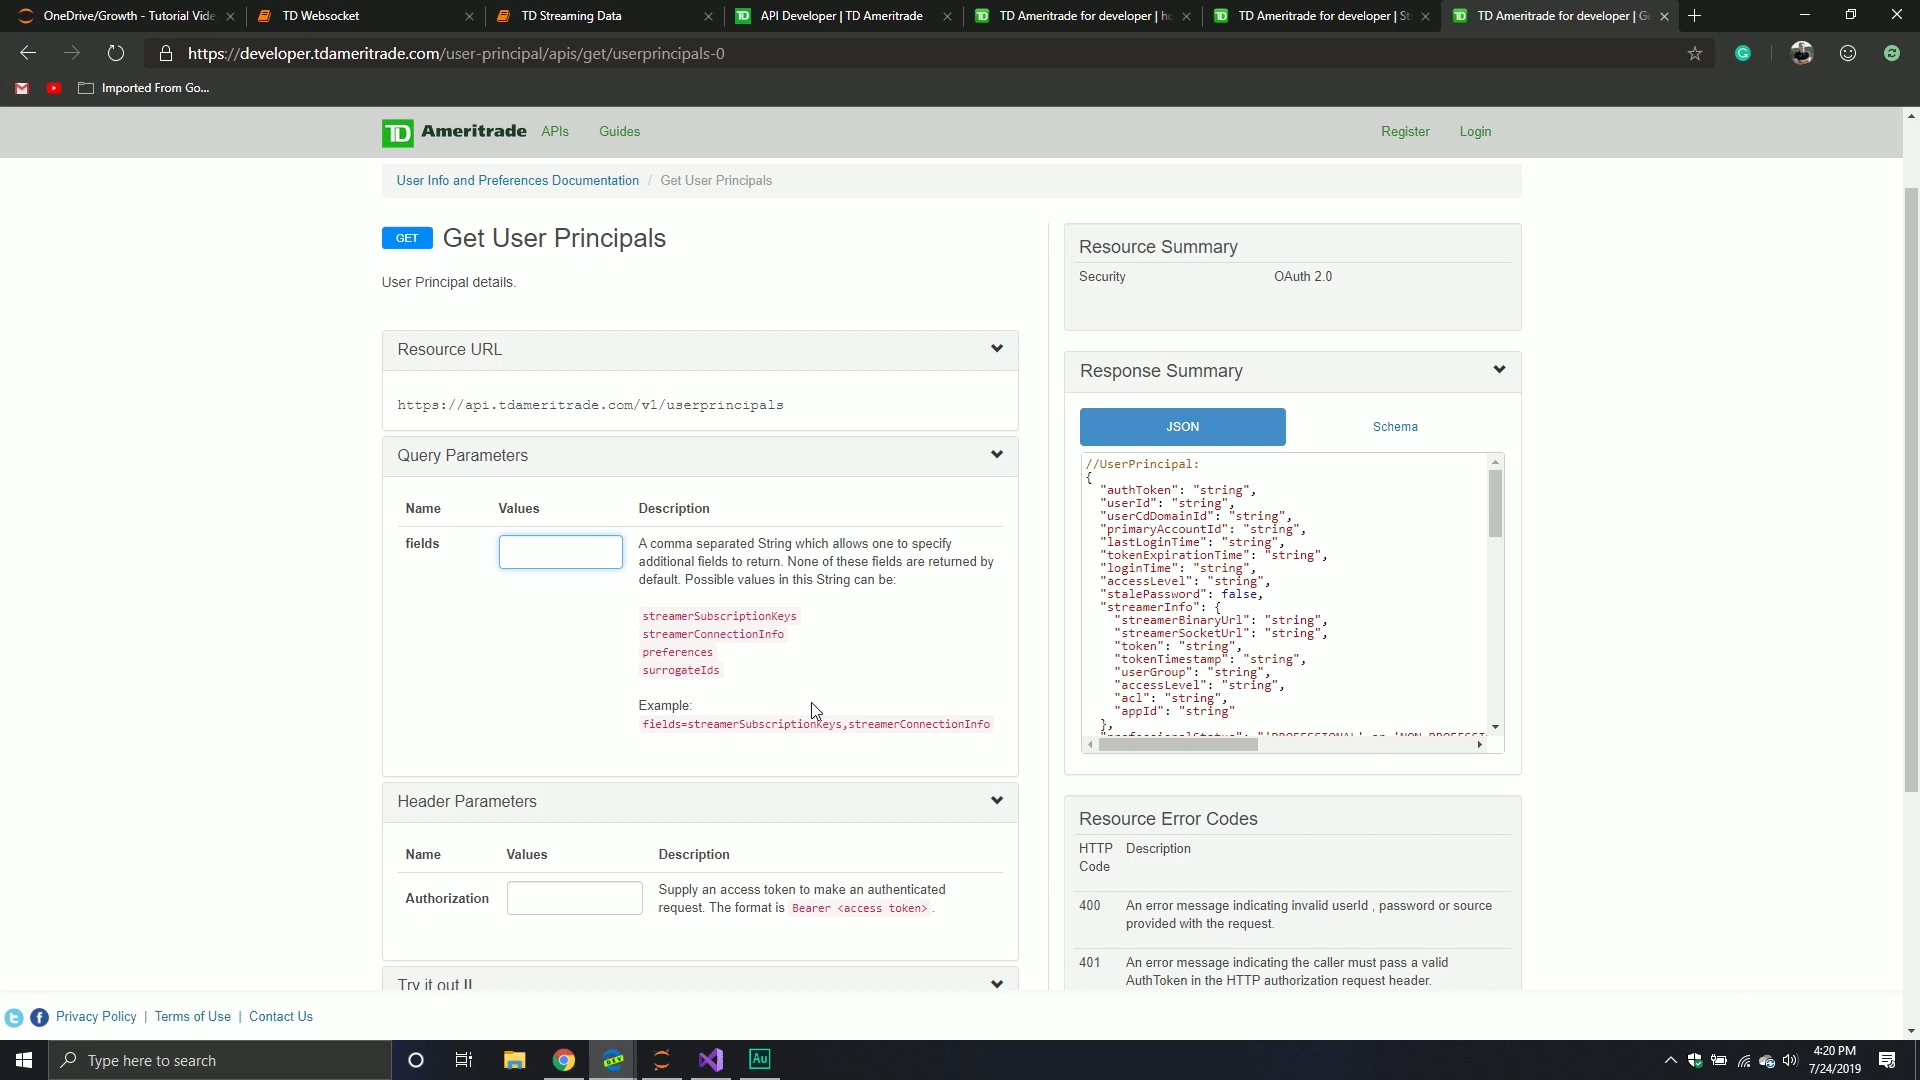 OneDrive/Growth - Tutorial Vide
TD Websocket
TD Streaming Data
API Developer | TD Ameritrade
TD Ameritrade for developer | ho
TD Ameritrade for developer | St
TD Ameritrade for developer | Ge
https://developer.tdameritrade.com/user-principal/apis/get/userprincipals-0
Imported From Go...
TD Ameritrade APIs Guides Register Login
User Info and Preferences Documentation / Get User Principals
GET Get User Principals
User Principal details.
Resource URL
https://api.tdameritrade.com/v1/userprincipals
Query Parameters
Name Values Description
fields
A comma separated String which allows one to specify
additional fields to return. None of these fields are returned by
default. Possible values in this String can be:
streamerSubscriptionKeys
streamerConnectionInfo
preferences
surrogateIds
Example:
fields=streamerSubscriptionKeys,streamerConnectionInfo
Header Parameters
Name Values Description
Authorization
Supply an access token to make an authenticated
request. The format is Bearer <access token> .
Try it out !!
Resource Summary
Security OAuth 2.0
Response Summary
JSON Schema
//UserPrincipal:
{
"authToken": "string",
"userId": "string",
"userCdDomainId": "string",
"primaryAccountId": "string",
"lastLoginTime": "string",
"tokenExpirationTime": "string",
"loginTime": "string",
"accessLevel": "string",
"stalePassword": false,
"streamerInfo": {
"streamerBinaryUrl": "string",
"streamerSocketUrl": "string",
"token": "string",
"tokenTimestamp": "string",
"userGroup": "string",
"accessLevel": "string",
"acl": "string",
"appId": "string"
},
"professionalStatus": "'PROFESSIONAL' or 'NON_PROFESSI
Resource Error Codes
HTTP Code Description
400 An error message indicating invalid userId , password or source
provided with the request.
401 An error message indicating the caller must pass a valid
AuthToken in the HTTP authorization request header.
Privacy Policy | Terms of Use | Contact Us
Type here to search
DEV
Au
4:20 PM
7/24/2019